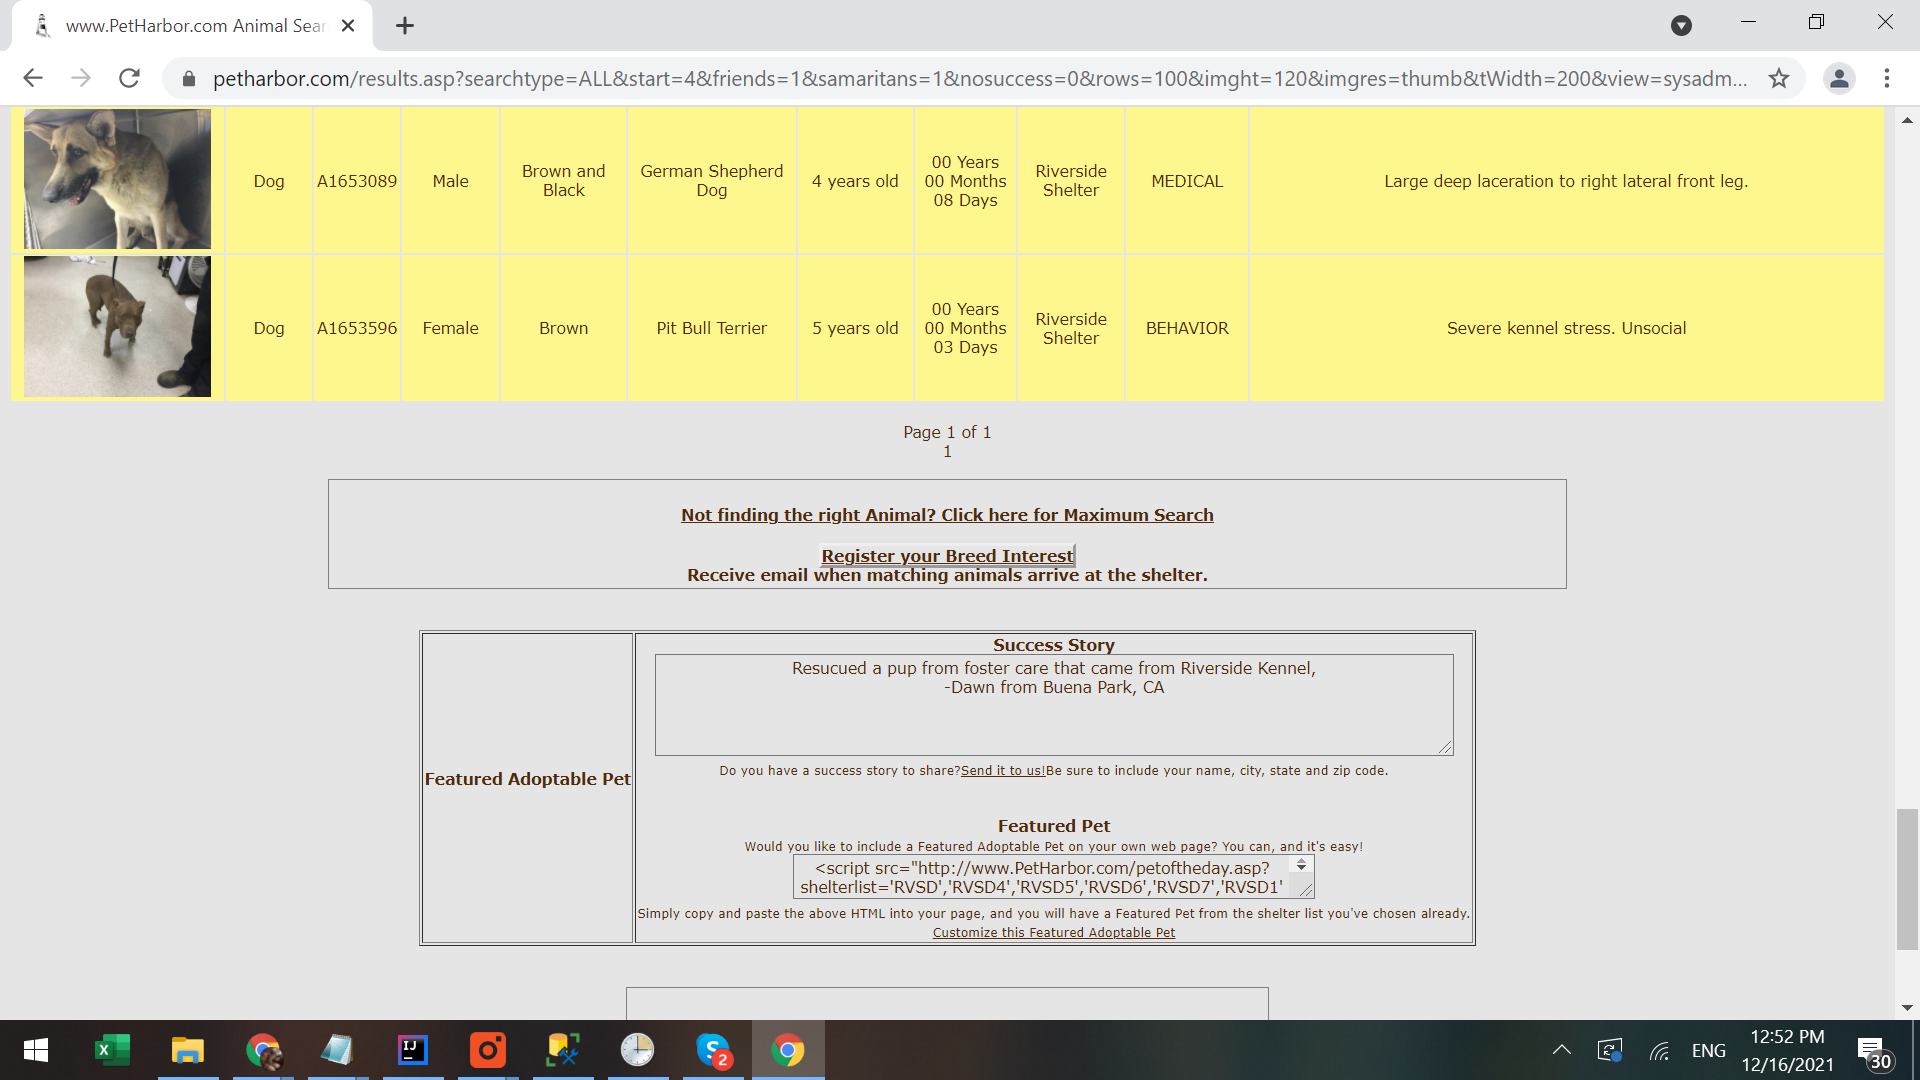 www.PetHarbor.com Animal Sear
petharbor.com/results.asp?searchtype=ALL&start=4&friends=1&samaritans=1&nosuccess=0&rows=100&imght=120&imgres=thumb&tWidth=200&view=sysadm...
Dog A1653089 Male Brown and Black German Shepherd Dog 4 years old 00 Years 00 Months 08 Days Riverside Shelter MEDICAL Large deep laceration to right lateral front leg.
Dog A1653596 Female Brown Pit Bull Terrier 5 years old 00 Years 00 Months 03 Days Riverside Shelter BEHAVIOR Severe kennel stress. Unsocial
Page 1 of 1
1
Not finding the right Animal? Click here for Maximum Search
Register your Breed Interest
Receive email when matching animals arrive at the shelter.
Featured Adoptable Pet
Success Story
Resucued a pup from foster care that came from Riverside Kennel,
-Dawn from Buena Park, CA
Do you have a success story to share?Send it to us!Be sure to include your name, city, state and zip code.
Featured Pet
Would you like to include a Featured Adoptable Pet on your own web page? You can, and it's easy!
<script src="http://www.PetHarbor.com/petoftheday.asp?
shelterlist='RVSD','RVSD4','RVSD5','RVSD6','RVSD7','RVSD1'
Simply copy and paste the above HTML into your page, and you will have a Featured Pet from the shelter list you've chosen already.
Customize this Featured Adoptable Pet
X
IJ
S
2
ENG
12:52 PM
12/16/2021
30